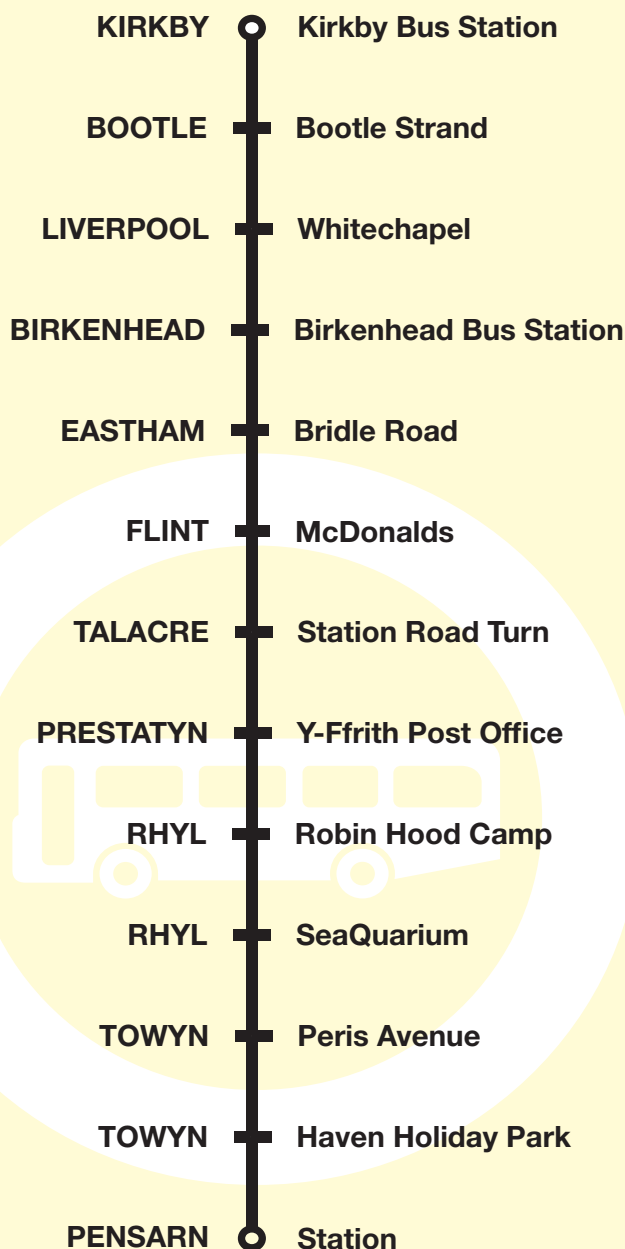 KIRKBY Kirkby Bus Station
BOOTLE Bootle Strand
LIVERPOOL Whitechapel
BIRKENHEAD Birkenhead Bus Station
EASTHAM Bridle Road
FLINT McDonalds
TALACRE Station Road Turn
PRESTATYN Y-Ffrith Post Office
RHYL Robin Hood Camp
RHYL SeaQuarium
TOWYN Peris Avenue
TOWYN Haven Holiday Park
PENSARN Station